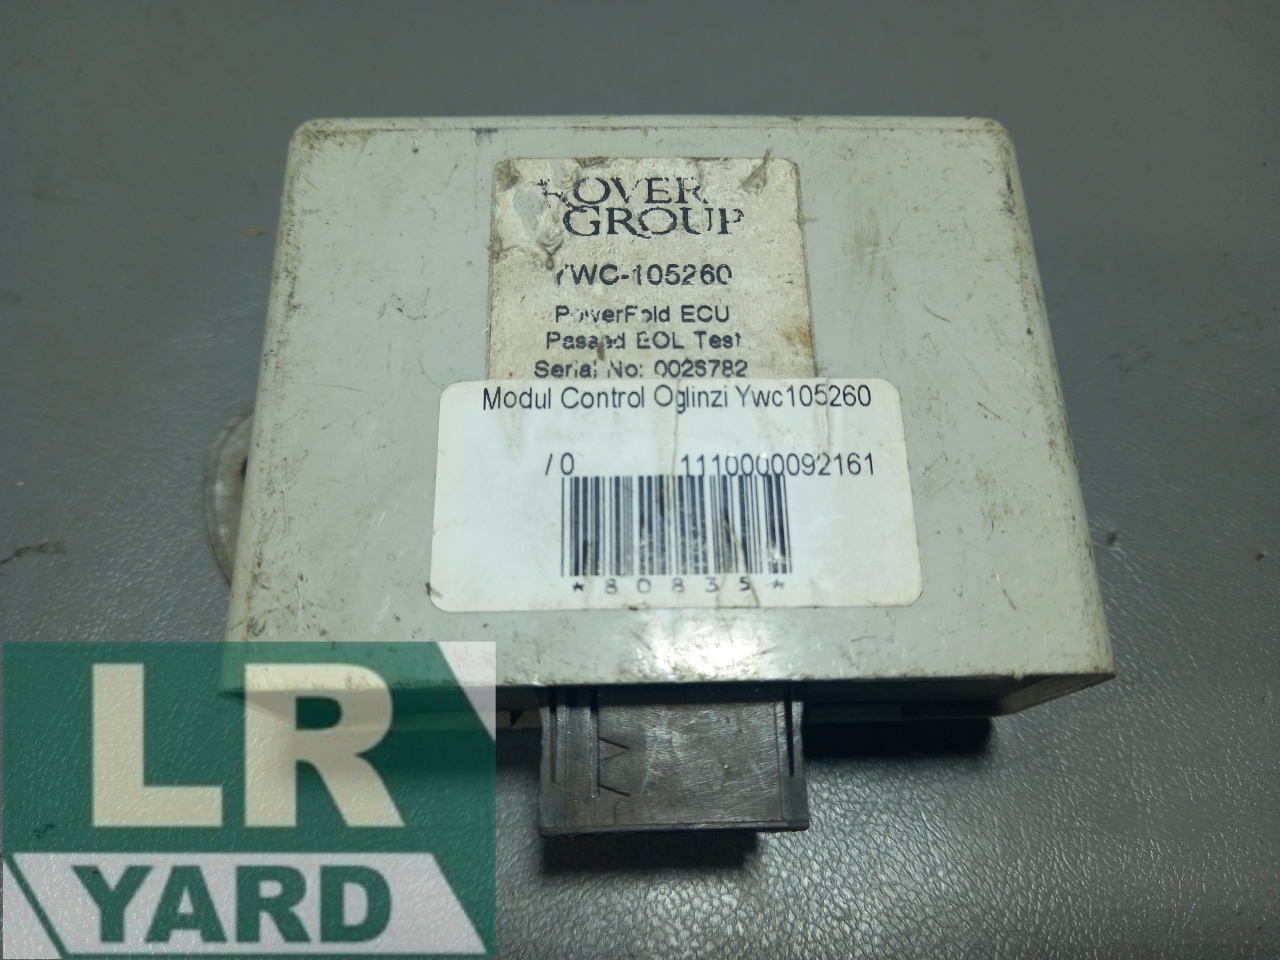 ROVER
GROUP
YWC-105260
PowerFold ECU
Passed EOL Test
Serial No: 0026782
Modul Control Oglinzi Ywc105260
/ 0 1110000092161
*80835*
LR
YARD